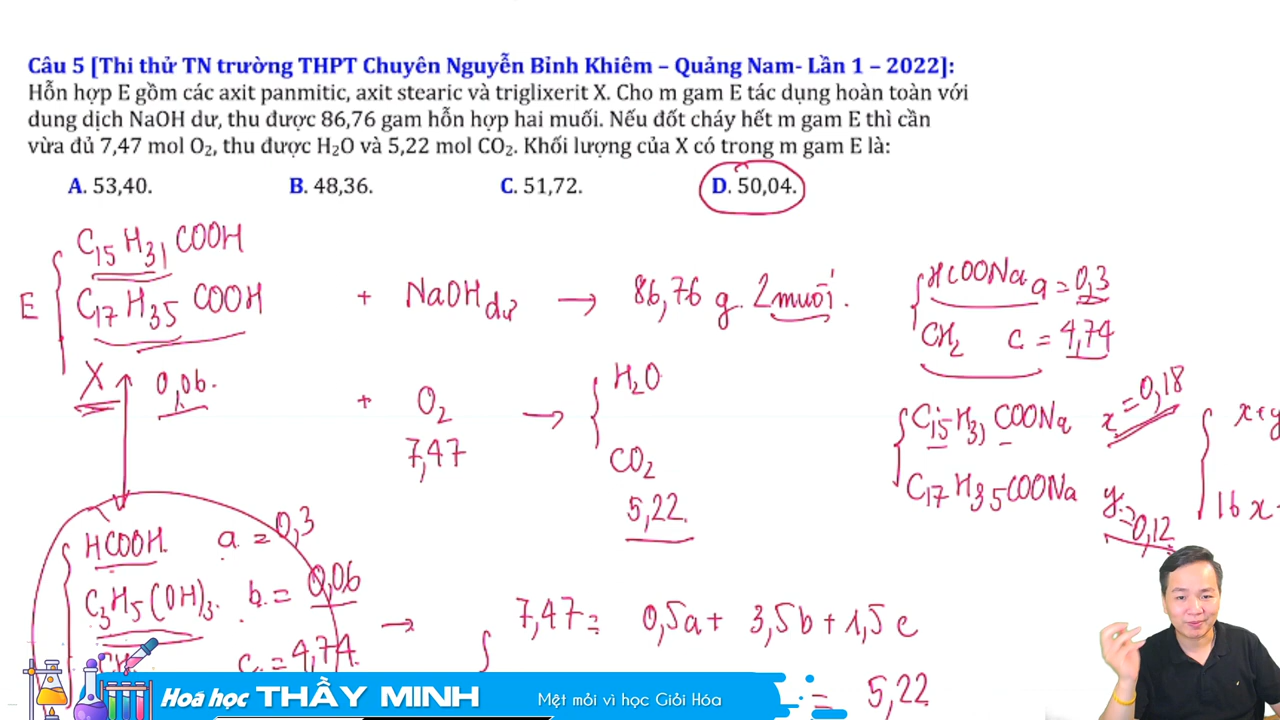 Câu 5 [Thi thử TN trường THPT Chuyên Nguyễn Bỉnh Khiêm – Quảng Nam- Lần 1 – 2022]:
Hỗn hợp E gồm các axit panmitic, axit stearic và triglixerit X. Cho m gam E tác dụng hoàn toàn với
dung dịch NaOH dư, thu được 86,76 gam hỗn hợp hai muối. Nếu đốt cháy hết m gam E thì cần
vừa đủ 7,47 mol O₂, thu được H₂O và 5,22 mol CO₂. Khối lượng của X có trong m gam E là:
A. 53,40. B. 48,36. C. 51,72. D. 50,04.
C₁₅H₃₁COOH
E C₁₇H₃₅COOH + NaOH dư → 86,76 g 2 muối.
X 0,06.
HCOONa a = 0,3
CH₂ c = 4,74
+ O₂ → H₂O
7,47 CO₂
5,22
C₁₅H₃₁COONa x = 0,18 x+y
C₁₇H₃₅COONa y = 0,12 16x
HCOOH. a = 0,3
C₃H₅(OH)₃. b = 0,06
c = 4,74 →
7,47 = 0,5a + 3,5b + 1,5c
= 5,22
Hoá học THẦY MINH Mệt mỏi vì học Giỏi Hóa